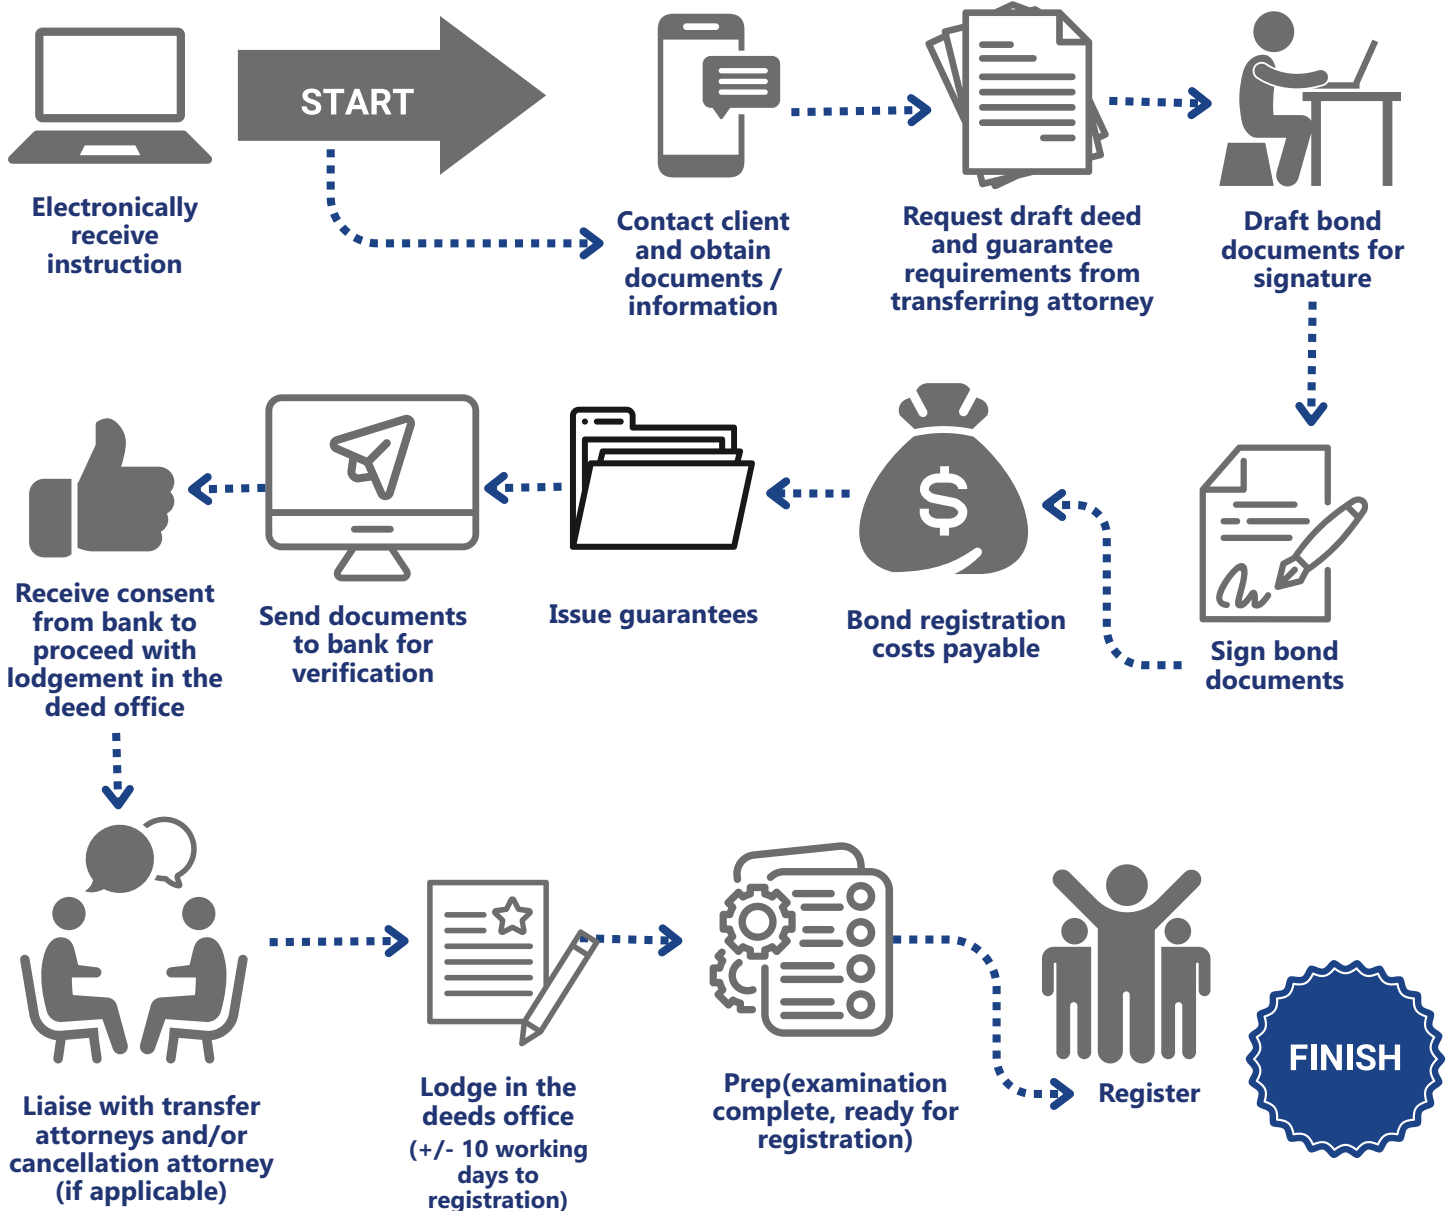 START
Electronically
receive
instruction
Contact client
and obtain
documents /
information
Request draft deed
and guarantee
requirements from
transferring attorney
Draft bond
documents for
signature
Sign bond
documents
$
Bond registration
costs payable
Issue guarantees
Send documents
to bank for
verification
Receive consent
from bank to
proceed with
lodgement in the
deed office
Liaise with transfer
attorneys and/or
cancellation attorney
(if applicable)
Lodge in the
deeds office
(+/- 10 working
days to
registration)
Prep(examination
complete, ready for
registration)
Register
FINISH